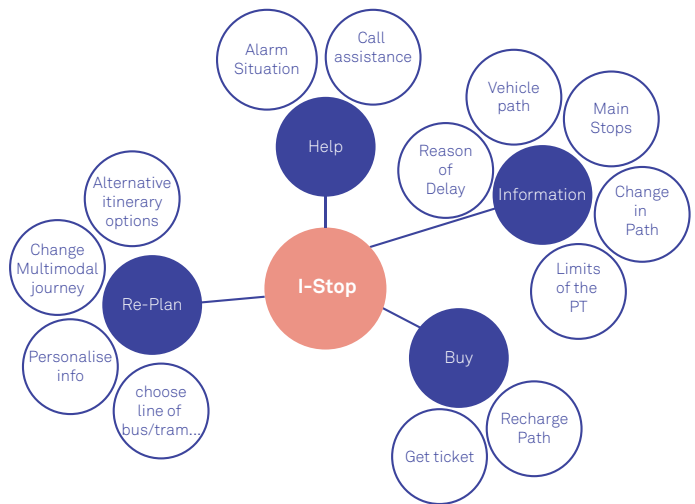 Alarm
Situation
Call
assistance
Help
Vehicle
path
Main
Stops
Reason
of
Delay
Information
Change
in
Path
Limits
of the
PT
Alternative
itinerary
options
Change
Multimodal
journey
Re-Plan
Personalise
info
choose
line of
bus/tram...
I-Stop
Buy
Get ticket
Recharge
Path